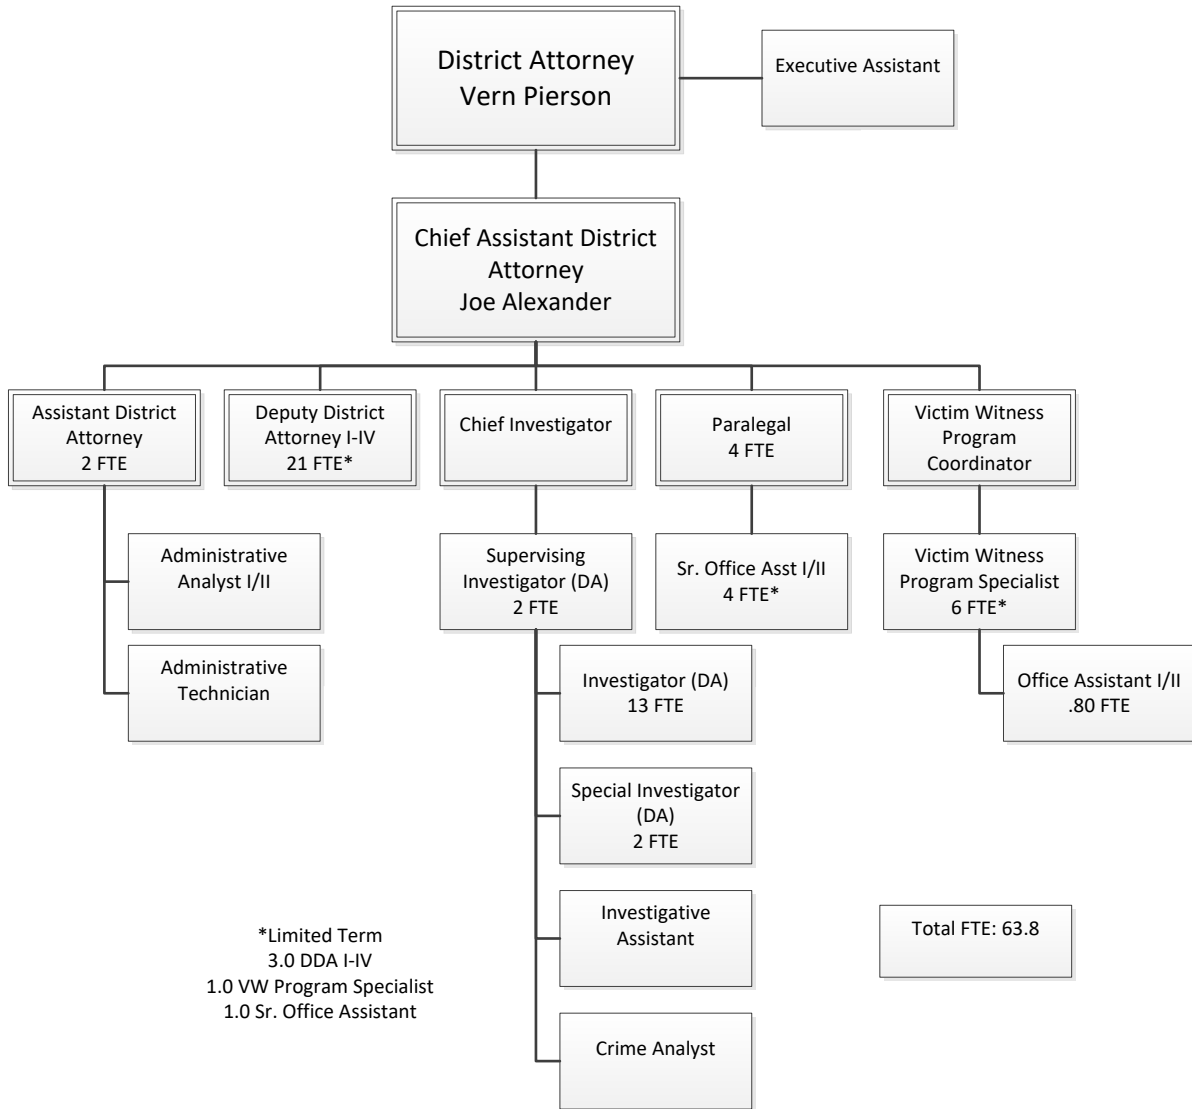 District Attorney
Vern Pierson
Executive Assistant
Chief Assistant District
Attorney
Joe Alexander
Assistant District
Attorney
2 FTE
Deputy District
Attorney I-IV
21 FTE*
Chief Investigator
Paralegal
4 FTE
Victim Witness
Program
Coordinator
Administrative
Analyst I/II
Supervising
Investigator (DA)
2 FTE
Sr. Office Asst I/II
4 FTE*
Victim Witness
Program Specialist
6 FTE*
Administrative
Technician
Investigator (DA)
13 FTE
Office Assistant I/II
.80 FTE
Special Investigator
(DA)
2 FTE
Investigative
Assistant
Total FTE: 63.8
*Limited Term
3.0 DDA I-IV
1.0 VW Program Specialist
1.0 Sr. Office Assistant
Crime Analyst